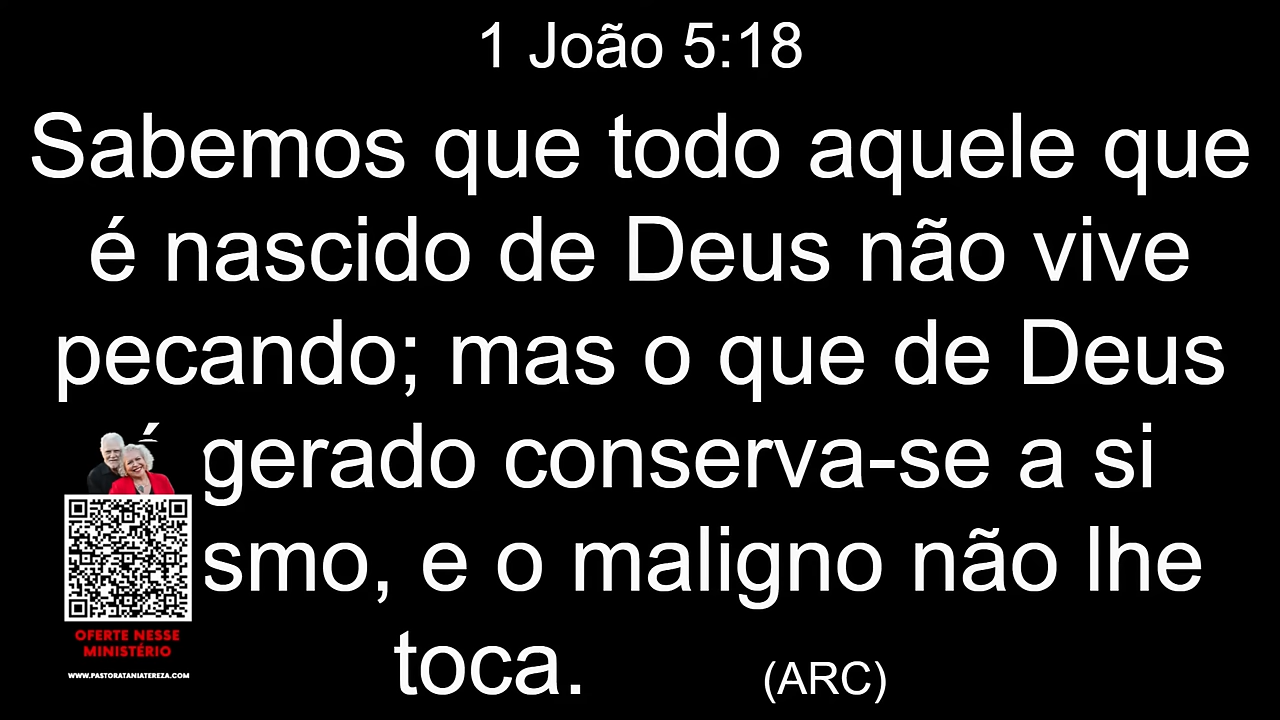 1 João 5:18
Sabemos que todo aquele que
é nascido de Deus não vive
pecando; mas o que de Deus
é gerado conserva-se a si
smo, e o maligno não lhe
toca. (ARC)
OFERTE NESSE
MINISTÉRIO
WWW.PASTORATANIATEREZA.COM